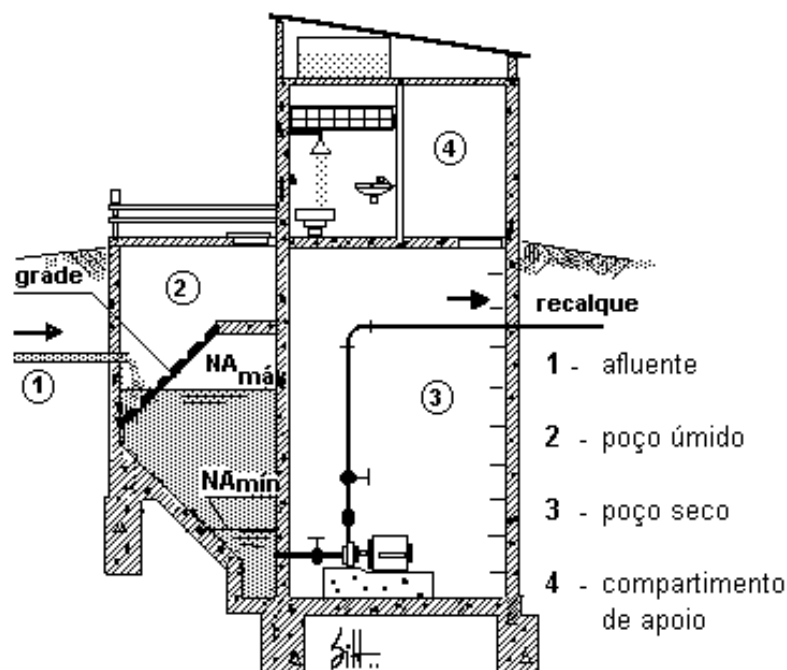 4
grade
2
recalque
NAmáx
1
3
1 - afluente
2 - poço úmido
NAmín
3 - poço seco
4 - compartimento
de apoio